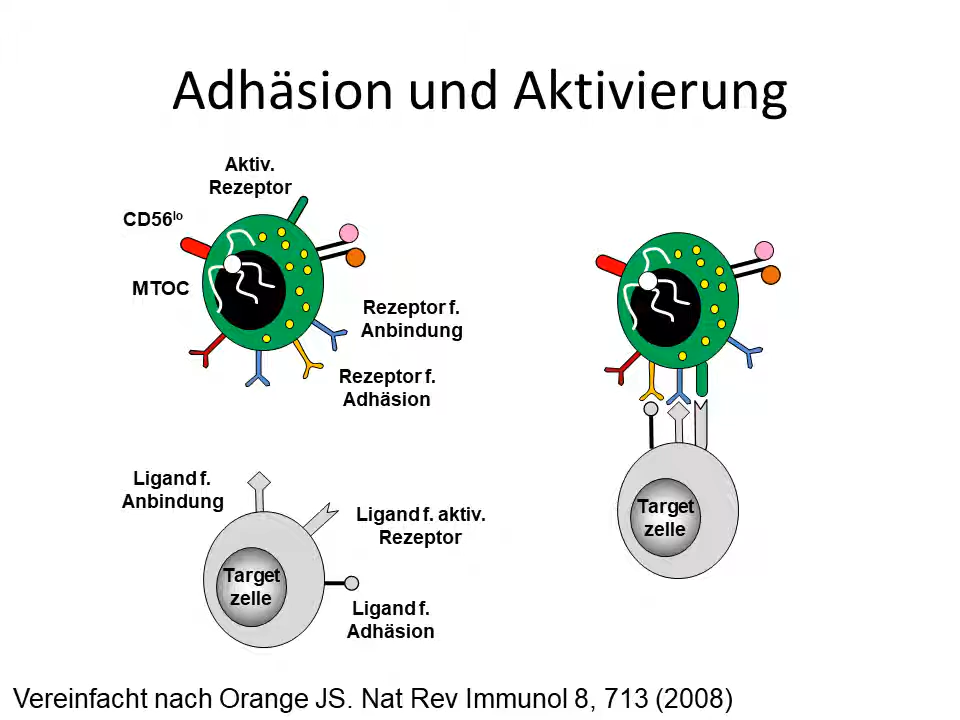 Adhäsion und Aktivierung
Aktiv.
Rezeptor
CD56lo
MTOC
Rezeptor f.
Anbindung
Rezeptor f.
Adhäsion
Ligand f.
Anbindung
Ligand f. aktiv.
Rezeptor
Target
zelle
Ligand f.
Adhäsion
Target
zelle
Vereinfacht nach Orange JS. Nat Rev Immunol 8, 713 (2008)